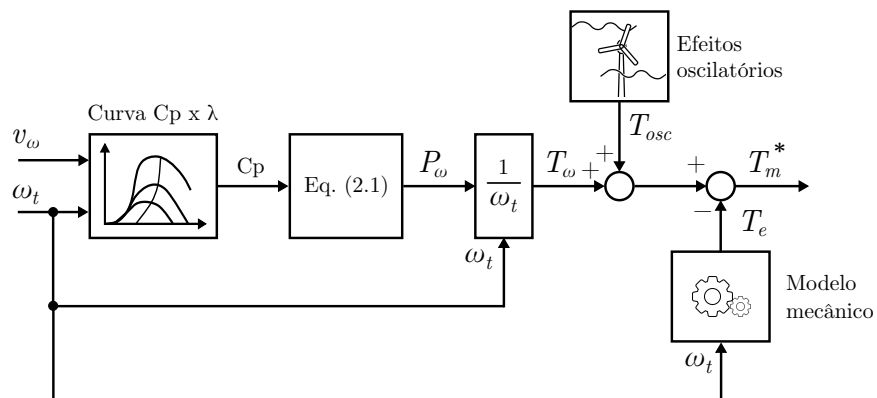 Efeitos
oscilatórios
Curva Cp x λ
v_ω
ω_t
Cp
Eq. (2.1)
P_ω
1
ω_t
T_ω
+
+
T_osc
+
T_m^*
−
T_e
ω_t
Modelo
mecânico
ω_t